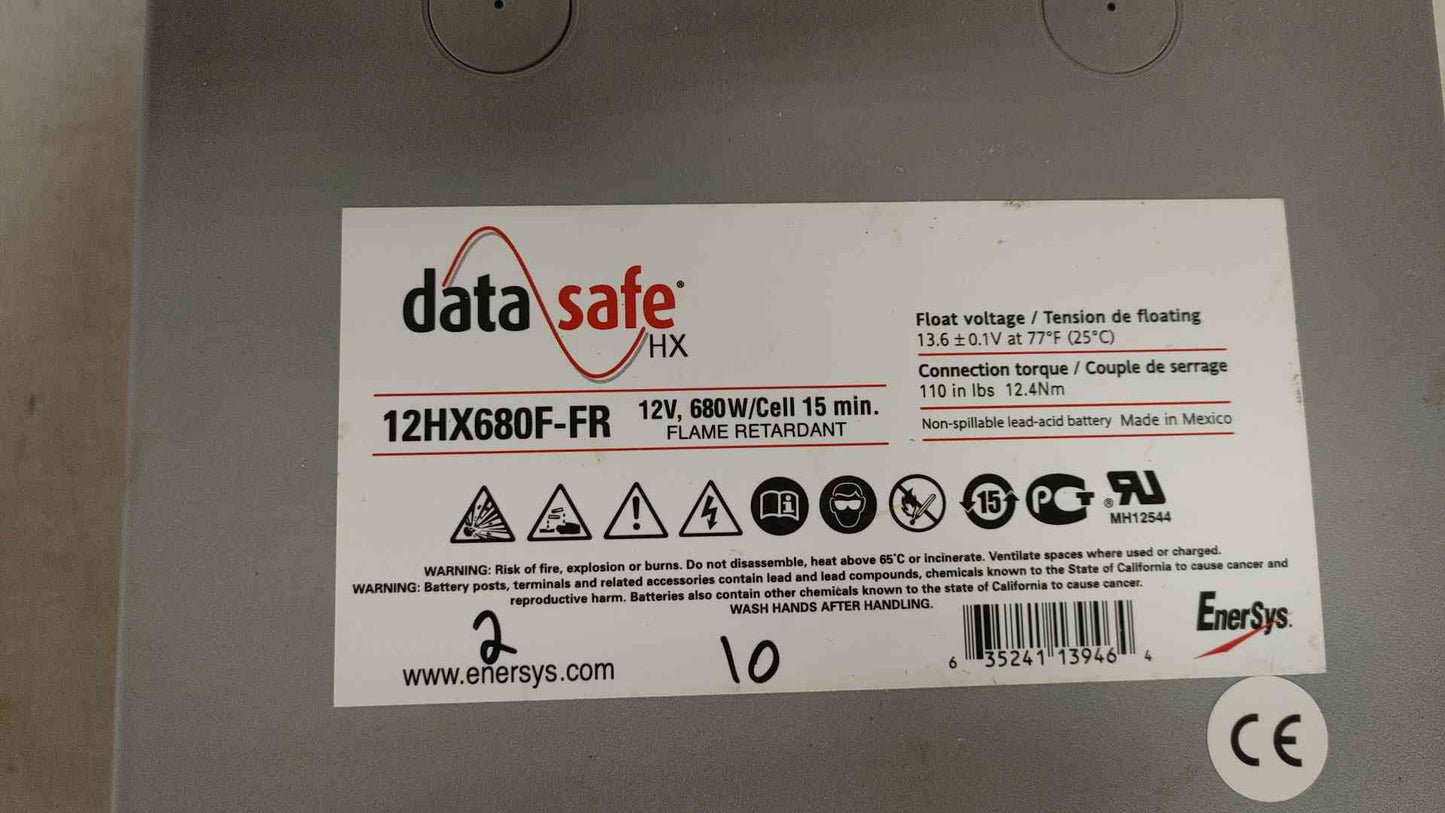 data safe®
HX
12HX680F-FR
12V, 680W/Cell 15 min.
FLAME RETARDANT
Float voltage / Tension de floating
13.6 ± 0.1V at 77°F (25°C)
Connection torque / Couple de serrage
110 in lbs 12.4Nm
Non-spillable lead-acid battery Made in Mexico
15
PCT
® RU
MH12544
WARNING: Risk of fire, explosion or burns. Do not disassemble, heat above 65°C or incinerate. Ventilate spaces where used or charged.
WARNING: Battery posts, terminals and related accessories contain lead and lead compounds, chemicals known to the State of California to cause cancer and
reproductive harm. Batteries also contain other chemicals known to the state of California to cause cancer.
WASH HANDS AFTER HANDLING.
2
www.enersys.com
10
6 35241 13946 4
EnerSys.
CE